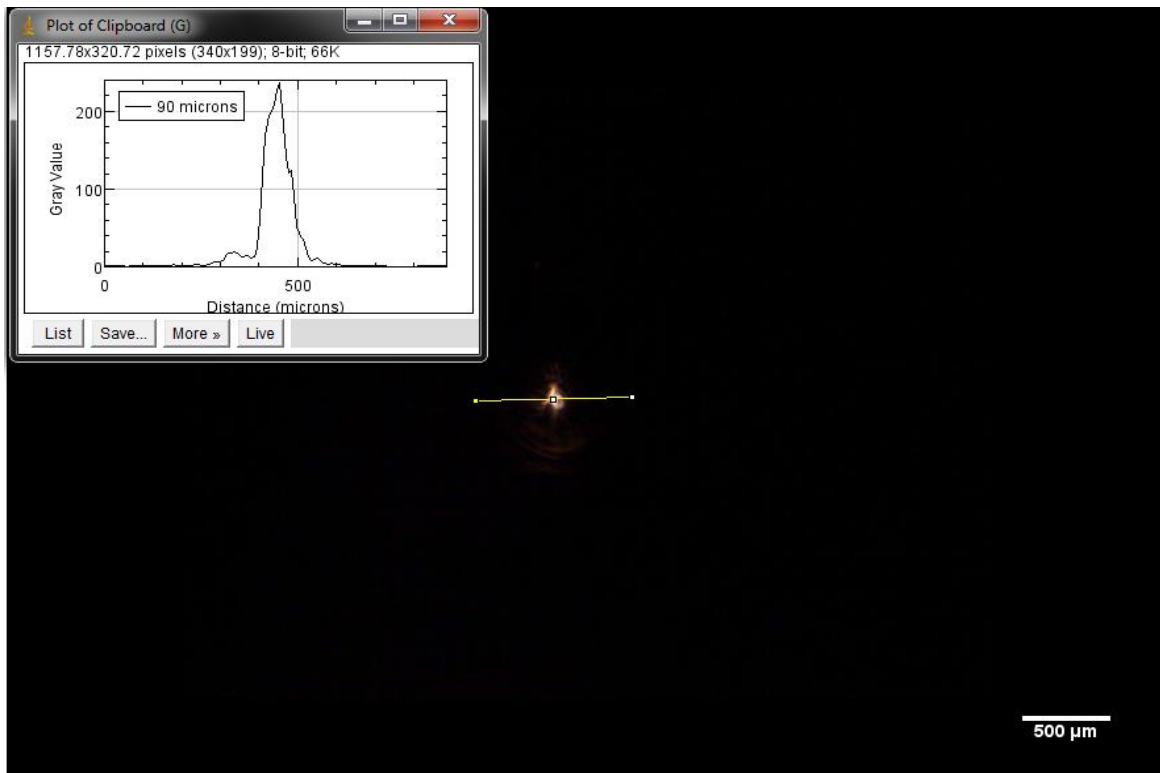 Plot of Clipboard (G)
1157.78x320.72 pixels (340x199); 8-bit; 66K
90 microns
200
100
0
Gray Value
0 500
Distance (microns)
List Save... More » Live
500 µm